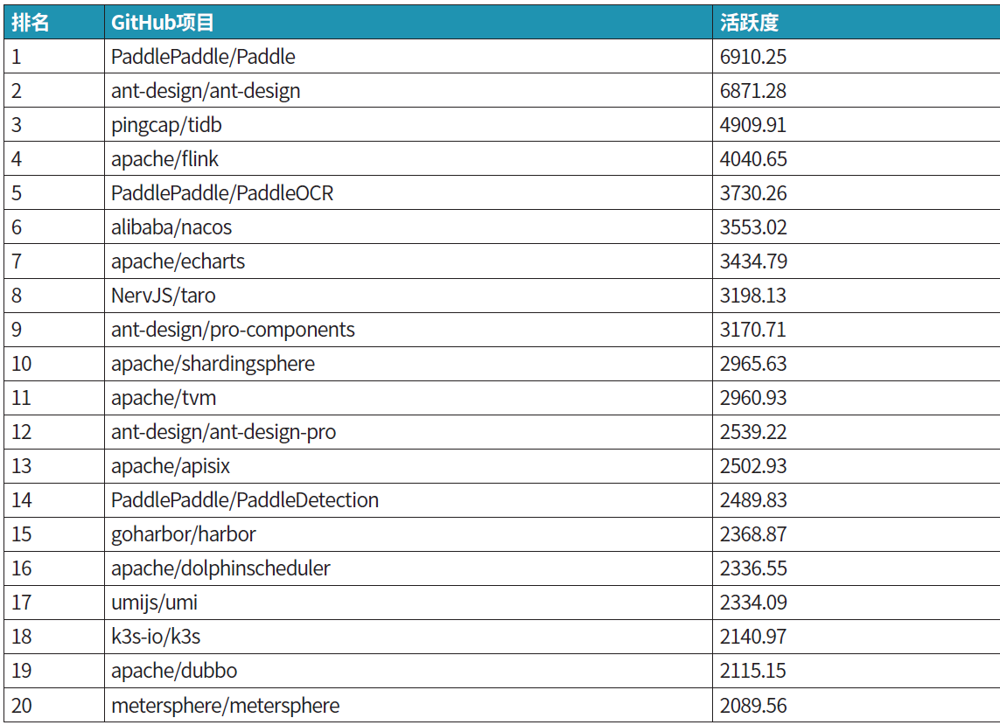 排名 GitHub项目 活跃度
1 PaddlePaddle/Paddle 6910.25
2 ant-design/ant-design 6871.28
3 pingcap/tidb 4909.91
4 apache/flink 4040.65
5 PaddlePaddle/PaddleOCR 3730.26
6 alibaba/nacos 3553.02
7 apache/echarts 3434.79
8 NervJS/taro 3198.13
9 ant-design/pro-components 3170.71
10 apache/shardingsphere 2965.63
11 apache/tvm 2960.93
12 ant-design/ant-design-pro 2539.22
13 apache/apisix 2502.93
14 PaddlePaddle/PaddleDetection 2489.83
15 goharbor/harbor 2368.87
16 apache/dolphinscheduler 2336.55
17 umijs/umi 2334.09
18 k3s-io/k3s 2140.97
19 apache/dubbo 2115.15
20 metersphere/metersphere 2089.56